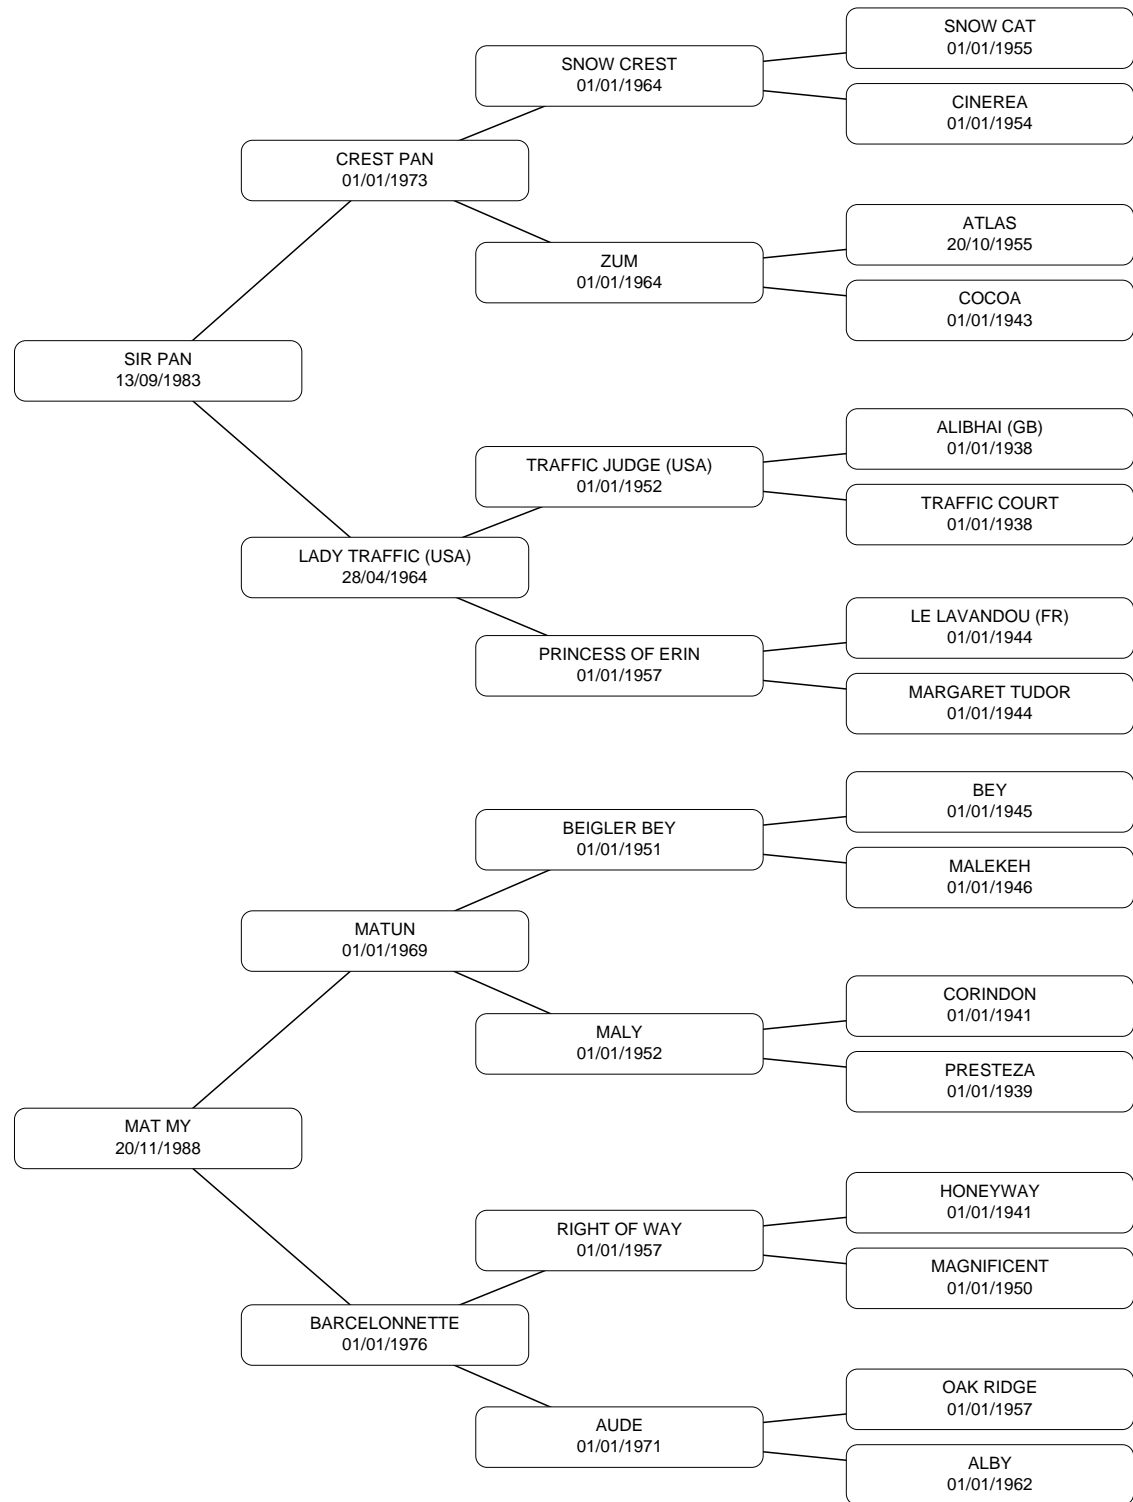 SNOW CAT
01/01/1955
SNOW CREST
01/01/1964
CINEREA
01/01/1954
CREST PAN
01/01/1973
ATLAS
20/10/1955
ZUM
01/01/1964
COCOA
01/01/1943
SIR PAN
13/09/1983
ALIBHAI (GB)
01/01/1938
TRAFFIC JUDGE (USA)
01/01/1952
TRAFFIC COURT
01/01/1938
LADY TRAFFIC (USA)
28/04/1964
LE LAVANDOU (FR)
01/01/1944
PRINCESS OF ERIN
01/01/1957
MARGARET TUDOR
01/01/1944
BEY
01/01/1945
BEIGLER BEY
01/01/1951
MALEKEH
01/01/1946
MATUN
01/01/1969
CORINDON
01/01/1941
MALY
01/01/1952
PRESTEZA
01/01/1939
MAT MY
20/11/1988
HONEYWAY
01/01/1941
RIGHT OF WAY
01/01/1957
MAGNIFICENT
01/01/1950
BARCELONNETTE
01/01/1976
OAK RIDGE
01/01/1957
AUDE
01/01/1971
ALBY
01/01/1962